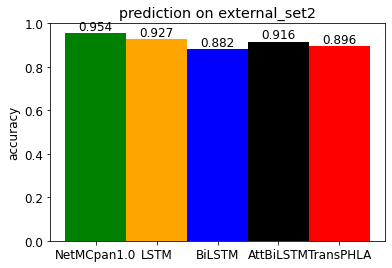 prediction on external_set2
accuracy
1.0
0.8
0.6
0.4
0.2
0.0
0.954
0.927
0.882
0.916
0.896
NetMCpan1.0
LSTM
BiLSTM
AttBiLSTM
TransPHLA